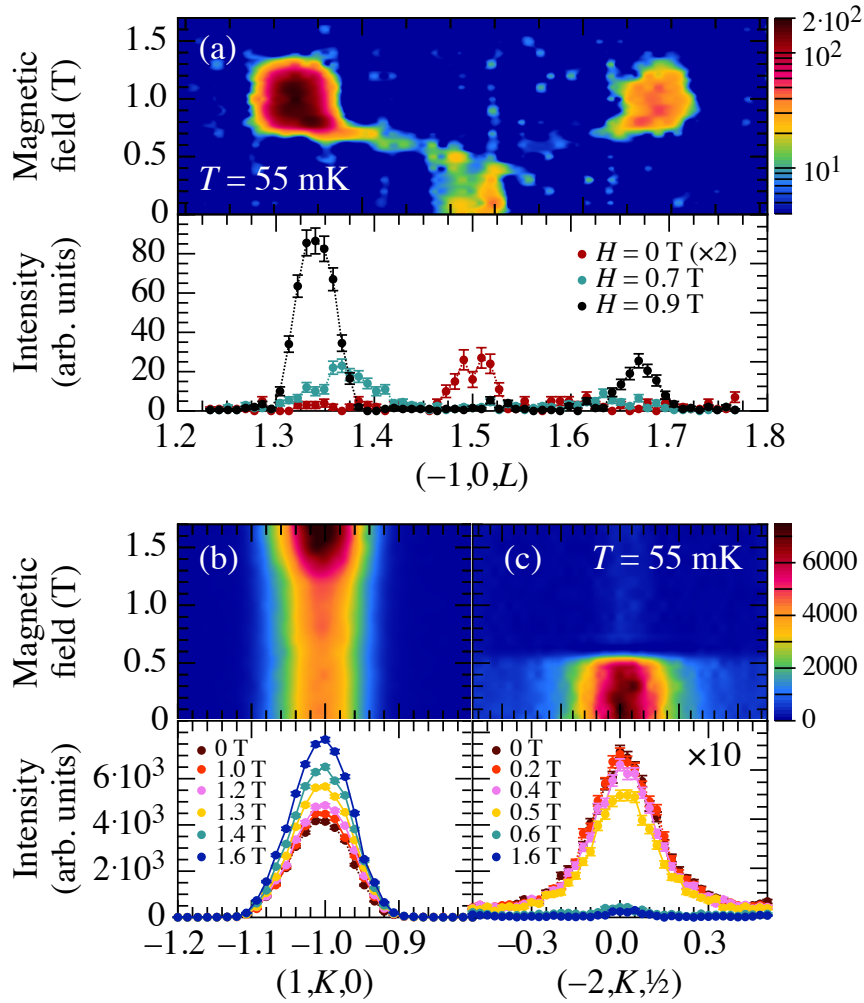 (a)
T = 55 mK
Magnetic
field (T)
1.5
1.0
0.5
0
2·10²
10²
10¹
Intensity
(arb. units)
80
60
40
20
0
H = 0 T (×2)
H = 0.7 T
H = 0.9 T
1.2 1.3 1.4 1.5 1.6 1.7 1.8
(−1,0,L)
(b)
(c) T = 55 mK
Magnetic
field (T)
1.5
1.0
0.5
0
6000
4000
2000
0
Intensity
(arb. units)
6·10³
4·10³
2·10³
0
0 T
1.0 T
1.2 T
1.3 T
1.4 T
1.6 T
0 T
0.2 T
0.4 T
0.5 T
0.6 T
1.6 T
×10
−1.2 −1.1 −1.0 −0.9
−0.3 0.0 0.3
(1,K,0)
(−2,K,½)